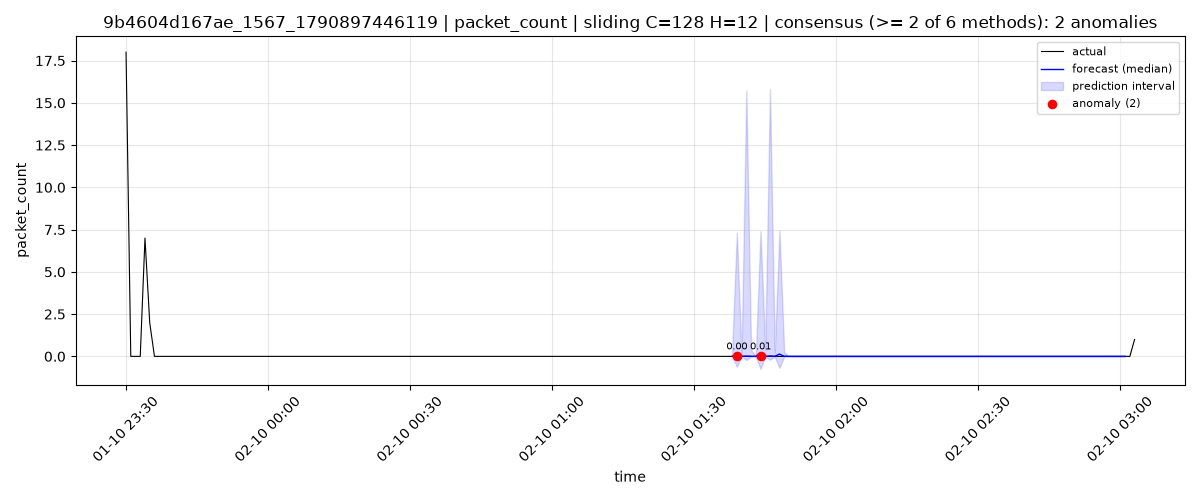 9b4604d167ae_1567_1790897446119 | packet_count | sliding C=128 H=12 | consensus (>= 2 of 6 methods): 2 anomalies
actual
forecast (median)
prediction interval
anomaly (2)
packet_count
17.5
15.0
12.5
10.0
7.5
5.0
2.5
0.0
0.00
0.01
01-10 23:30
02-10 00:00
02-10 00:30
02-10 01:00
02-10 01:30
02-10 02:00
02-10 02:30
02-10 03:00
time